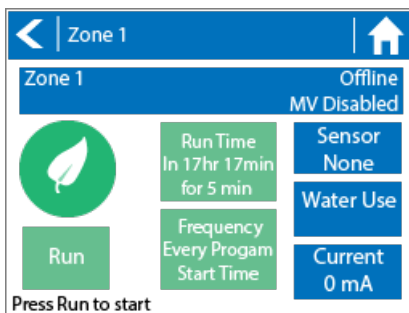 Zone 1
Zone 1
Offline
MV Disabled
Run Time
In 17hr 17min
for 5 min
Sensor
None
Water Use
Run
Frequency
Every Progam
Start Time
Current
0 mA
Press Run to start